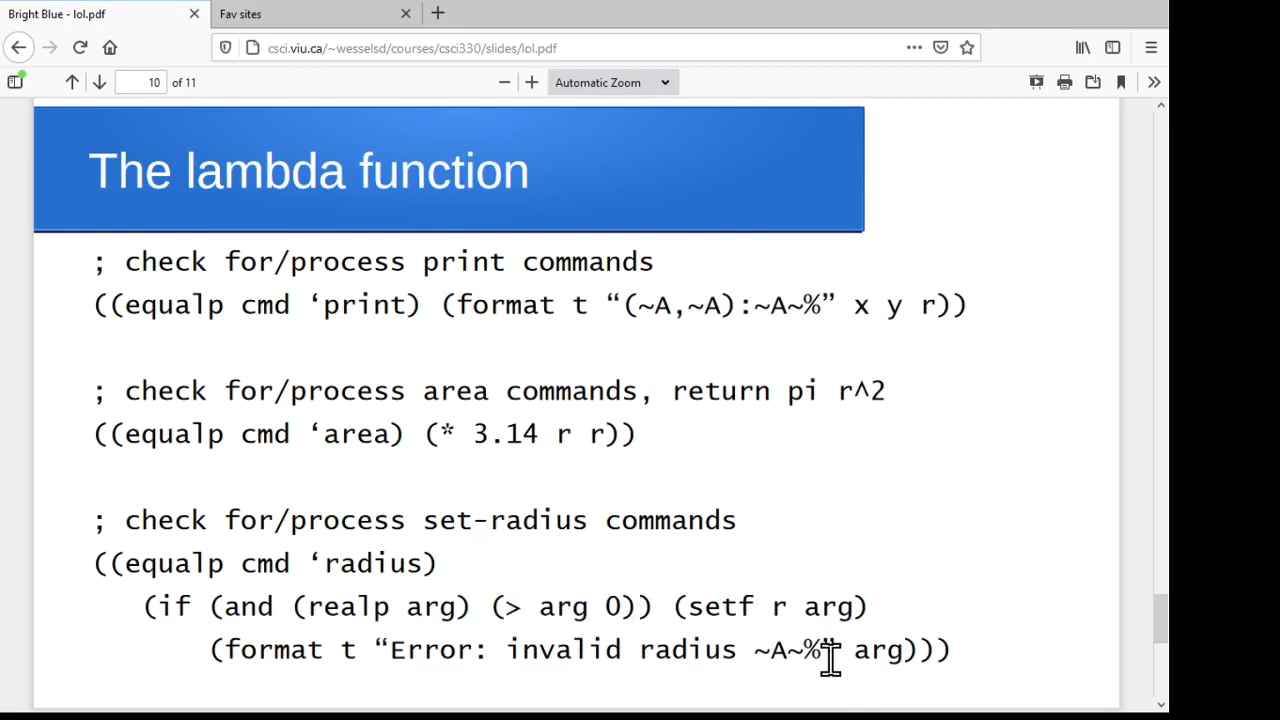 Bright Blue - lol.pdf
Fav sites
csci.viu.ca/~wesselsd/courses/csci330/slides/lol.pdf
10 of 11
Automatic Zoom
The lambda function
; check for/process print commands
((equalp cmd ‘print) (format t “(~A,~A):~A~%” x y r))
; check for/process area commands, return pi r^2
((equalp cmd ‘area) (* 3.14 r r))
; check for/process set-radius commands
((equalp cmd ‘radius)
(if (and (realp arg) (> arg 0)) (setf r arg)
(format t “Error: invalid radius ~A~%” arg)))